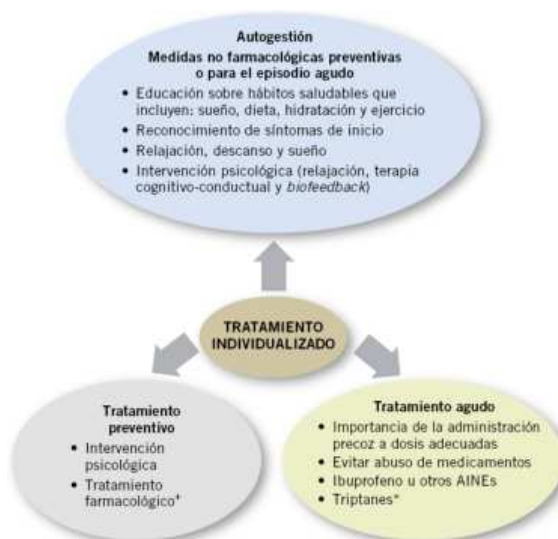 Autogestión
Medidas no farmacológicas preventivas
o para el episodio agudo
• Educación sobre hábitos saludables que
incluyen: sueño, dieta, hidratación y ejercicio
• Reconocimiento de síntomas de inicio
• Relajación, descanso y sueño
• Intervención psicológica (relajación, terapia
cognitivo-conductual y biofeedback)
TRATAMIENTO
INDIVIDUALIZADO
Tratamiento
preventivo
• Intervención
psicológica
• Tratamiento
farmacológico+
Tratamiento agudo
• Importancia de la administración
precoz a dosis adecuadas
• Evitar abuso de medicamentos
• Ibuprofeno u otros AINEs
• Triptanes*